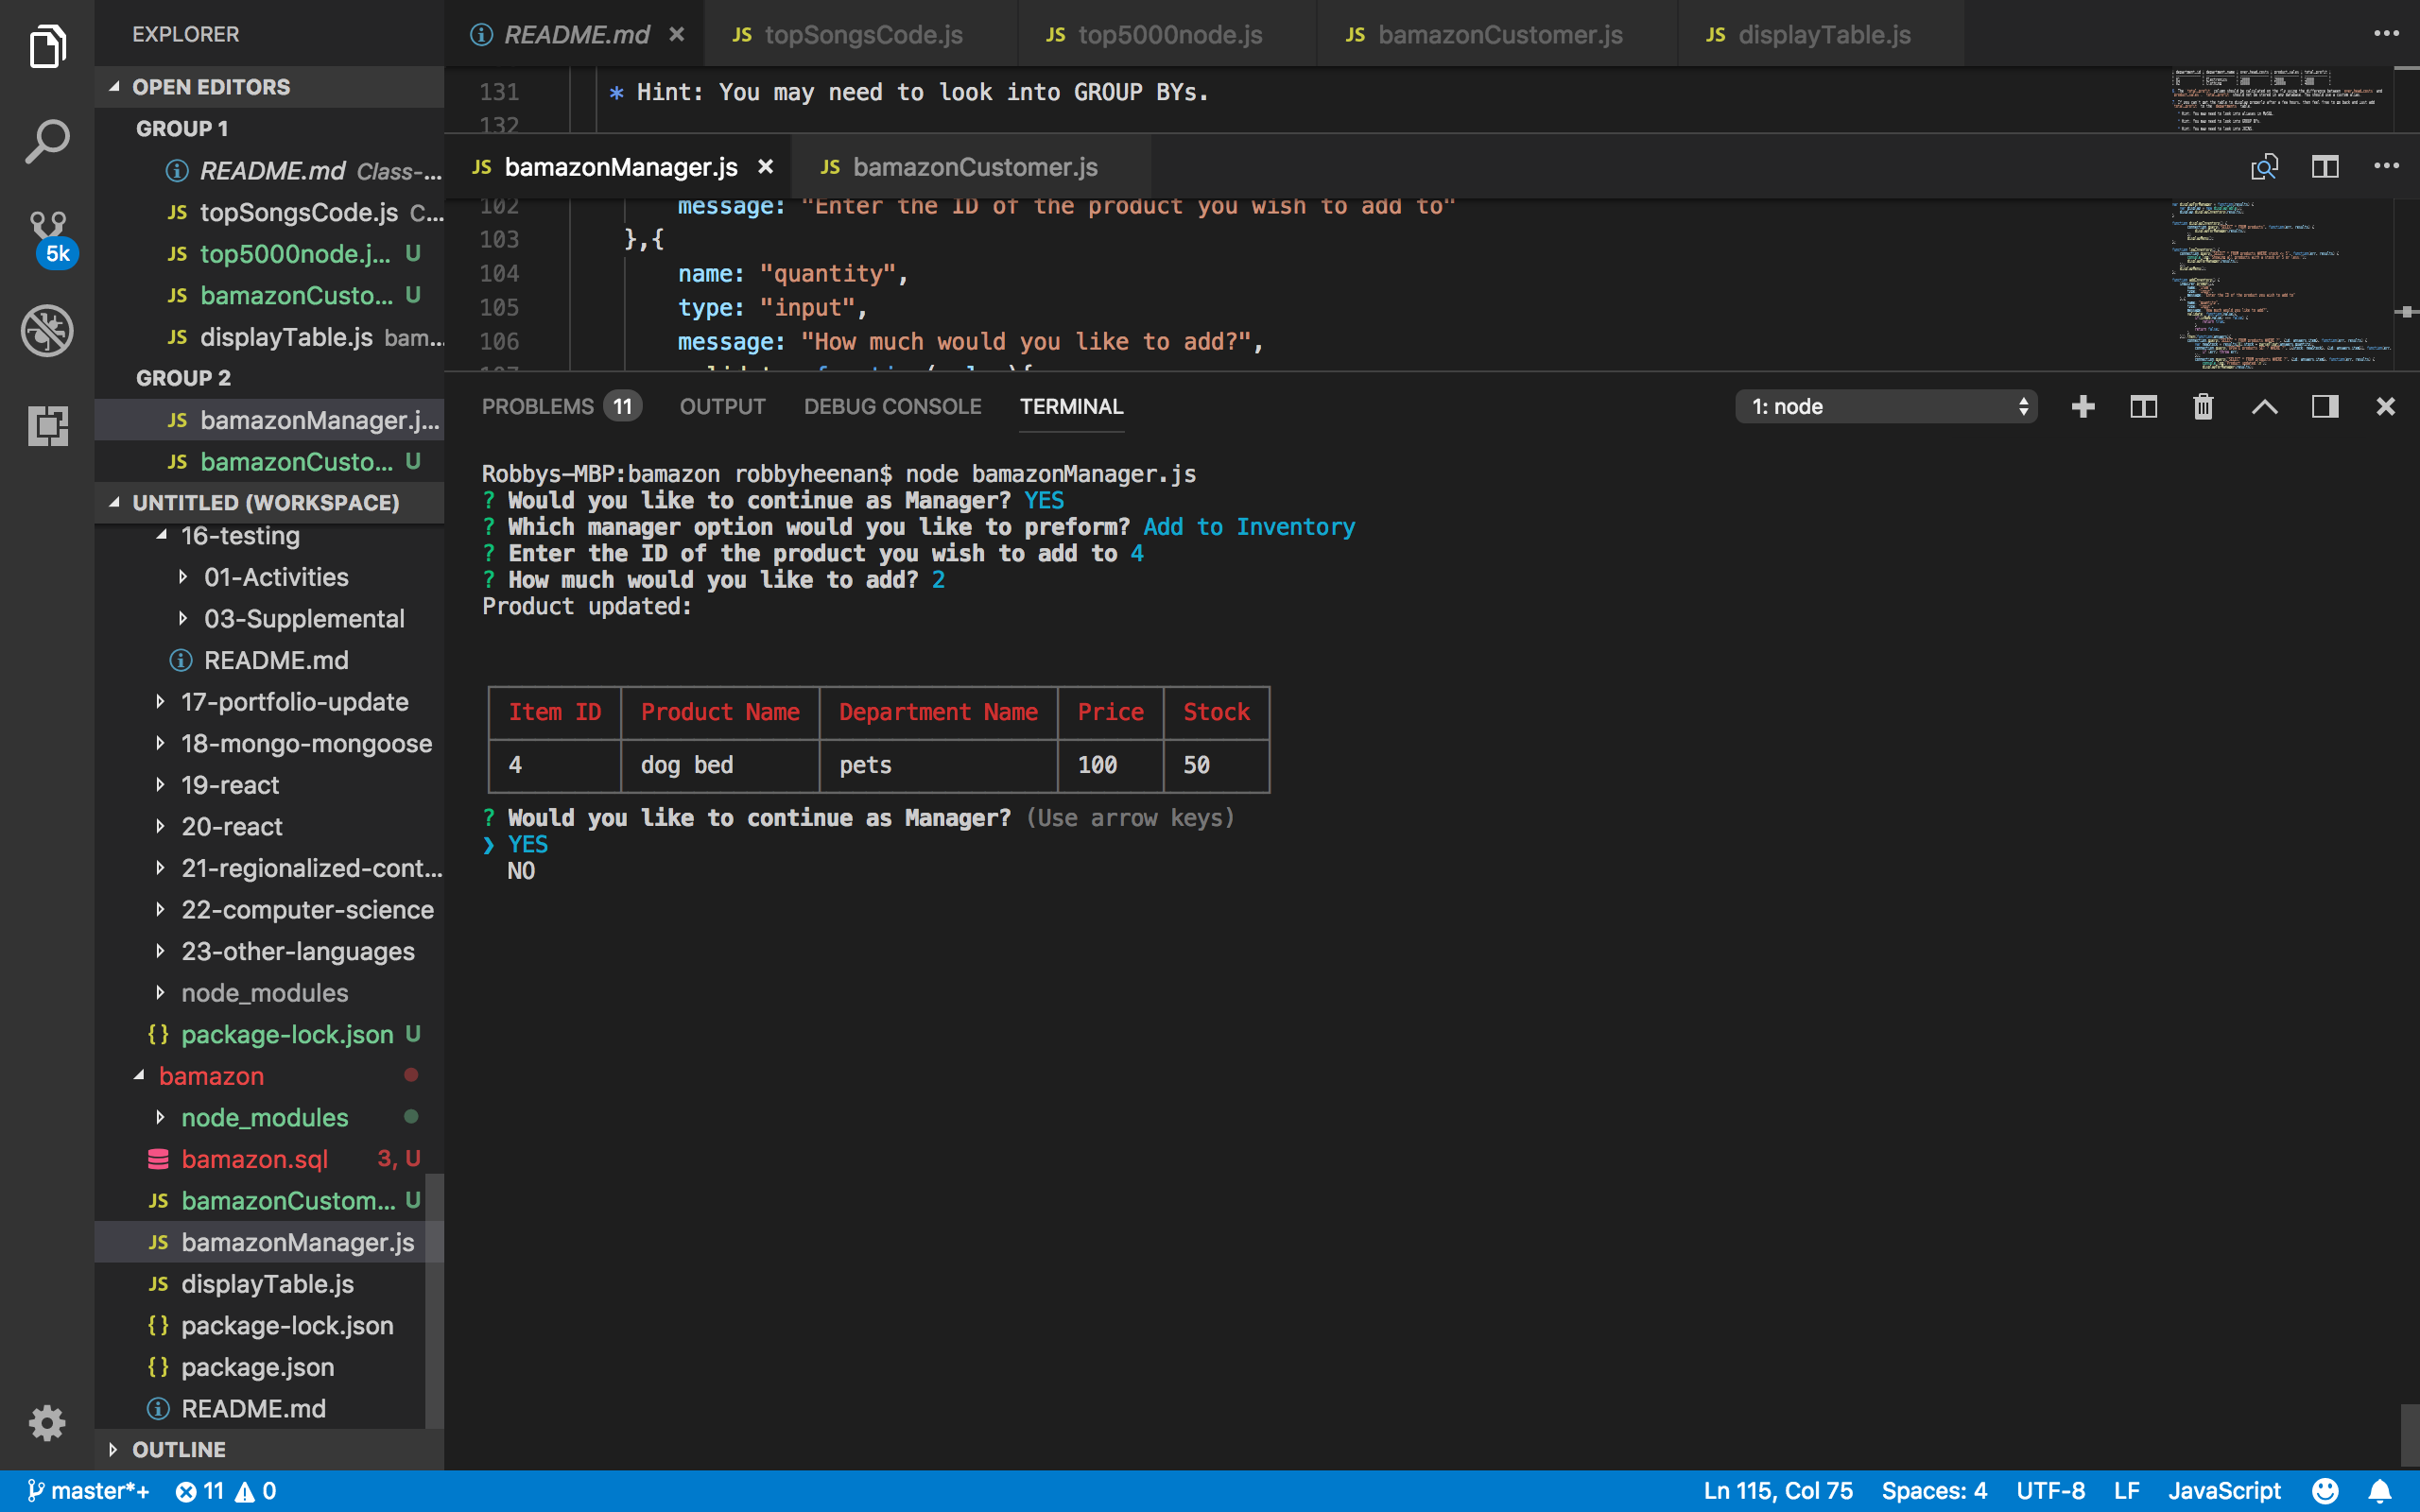 EXPLORER
OPEN EDITORS
GROUP 1
README.md Class-...
JS topSongsCode.js C...
JS top5000node.j... U
JS bamazonCusto... U
JS displayTable.js bam...
GROUP 2
JS bamazonManager.j...
JS bamazonCusto... U
UNTITLED (WORKSPACE)
16-testing
01-Activities
03-Supplemental
README.md
17-portfolio-update
18-mongo-mongoose
19-react
20-react
21-regionalized-cont...
22-computer-science
23-other-languages
node_modules
{} package-lock.json U
bamazon
node_modules
bamazon.sql 3, U
JS bamazonCustom... U
JS bamazonManager.js
JS displayTable.js
{} package-lock.json
{} package.json
README.md
OUTLINE
5k
README.md × JS topSongsCode.js JS top5000node.js JS bamazonCustomer.js JS displayTable.js
131 * Hint: You may need to look into GROUP BYs.
132
JS bamazonManager.js × JS bamazonCustomer.js
102 message: "Enter the ID of the product you wish to add to"
103 },{
104 name: "quantity",
105 type: "input",
106 message: "How much would you like to add?",
PROBLEMS 11 OUTPUT DEBUG CONSOLE TERMINAL 1: node
Robbys-MBP:bamazon robbyheenan$ node bamazonManager.js
? Would you like to continue as Manager? YES
? Which manager option would you like to preform? Add to Inventory
? Enter the ID of the product you wish to add to 4
? How much would you like to add? 2
Product updated:
Item ID Product Name Department Name Price Stock
4 dog bed pets 100 50
? Would you like to continue as Manager? (Use arrow keys)
❯ YES
NO
master*+ 11 0 Ln 115, Col 75 Spaces: 4 UTF-8 LF JavaScript